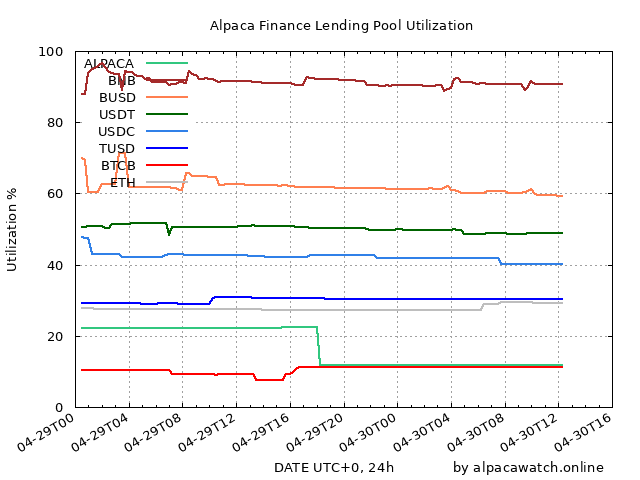 Alpaca Finance Lending Pool Utilization
100
80
60
40
20
0
Utilization %
ALPACA
BNB
BUSD
USDT
USDC
TUSD
BTCB
ETH
04-29T00
04-29T04
04-29T08
04-29T12
04-29T16
04-29T20
04-30T00
04-30T04
04-30T08
04-30T12
04-30T16
DATE UTC+0, 24h
by alpacawatch.online